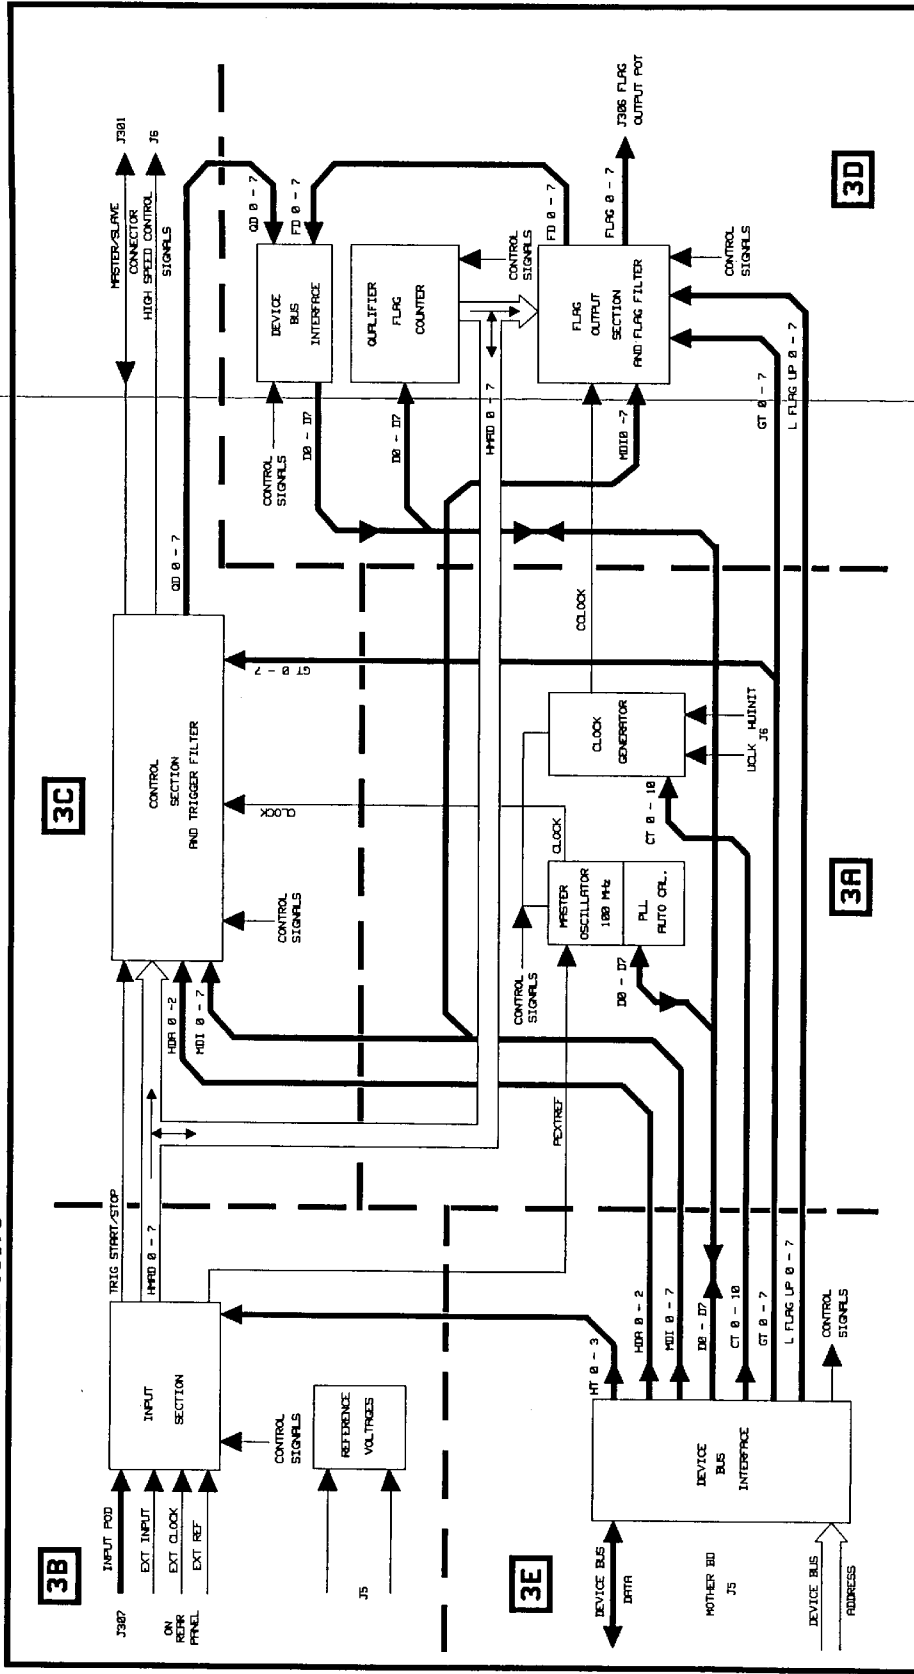 3B
J307
INPUT POD
EXT INPUT
EXT CLOCK
EXT REF
ON
REAR
PANEL
INPUT
SECTION
CONTROL
SIGNALS
TRIG START/STOP
HMAD 0 - 7
REFERENCE
VOLTAGES
J5
3C
CONTROL
SECTION
AND TRIGGER FILTER
CONTROL
SIGNALS
HDA 0 -2
MDI 0 - 7
CLOCK
GT 0 - 7
QD 0 - 7
MASTER/SLAVE
CONNECTOR
J301
HIGH SPEED CONTROL
SIGNALS
J6
3E
DEVICE BUS
DATA
MOTHER BD
J5
DEVICE BUS
ADDRESS
DEVICE
BUS
INTERFACE
HT 0 - 3
HDA 0 - 2
MDI 0 - 7
D0 - D7
CT 0 - 10
GT 0 - 7
L FLAG UP 0 - 7
CONTROL
SIGNALS
3A
PEXTREF
CONTROL
SIGNALS
MASTER
OSCILLATOR
100 MHz
PLL
AUTO CAL.
D0 - D7
CLOCK
CLOCK
GENERATOR
CT 0 - 10
UCLK HUINIT
J6
CCLOCK
3D
QD 0 - 7
FD 0 - 7
DEVICE
BUS
INTERFACE
CONTROL
SIGNALS
D0 - D7
QUALIFIER
FLAG
COUNTER
CONTROL
SIGNALS
D0 - D7
HMAD 0 - 7
FLAG
OUTPUT
SECTION
AND FLAG FILTER
MDI0 -7
FD 0 - 7
FLAG 0 - 7
J306 FLAG
OUTPUT POT
CONTROL
SIGNALS
GT 0 - 7
L FLAG UP 0 - 7